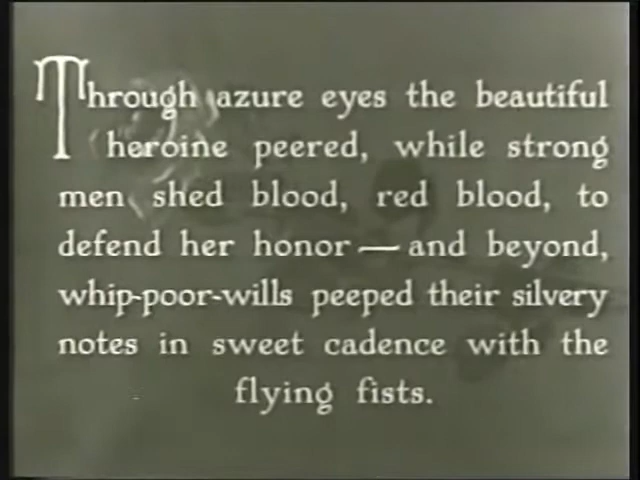 Through azure eyes the beautiful
heroine peered, while strong
men shed blood, red blood, to
defend her honor — and beyond,
whip-poor-wills peeped their silvery
notes in sweet cadence with the
flying fists.